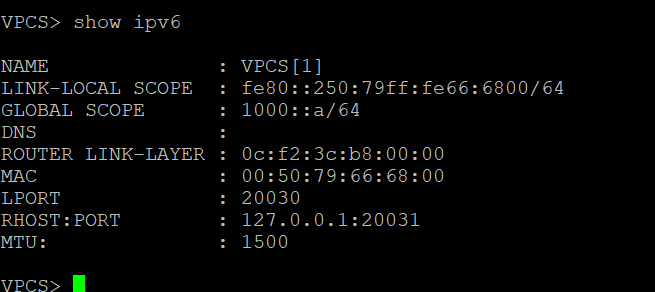 VPCS> show ipv6
NAME : VPCS[1]
LINK-LOCAL SCOPE : fe80::250:79ff:fe66:6800/64
GLOBAL SCOPE : 1000::a/64
DNS :
ROUTER LINK-LAYER : 0c:f2:3c:b8:00:00
MAC : 00:50:79:66:68:00
LPORT : 20030
RHOST:PORT : 127.0.0.1:20031
MTU: : 1500
VPCS>